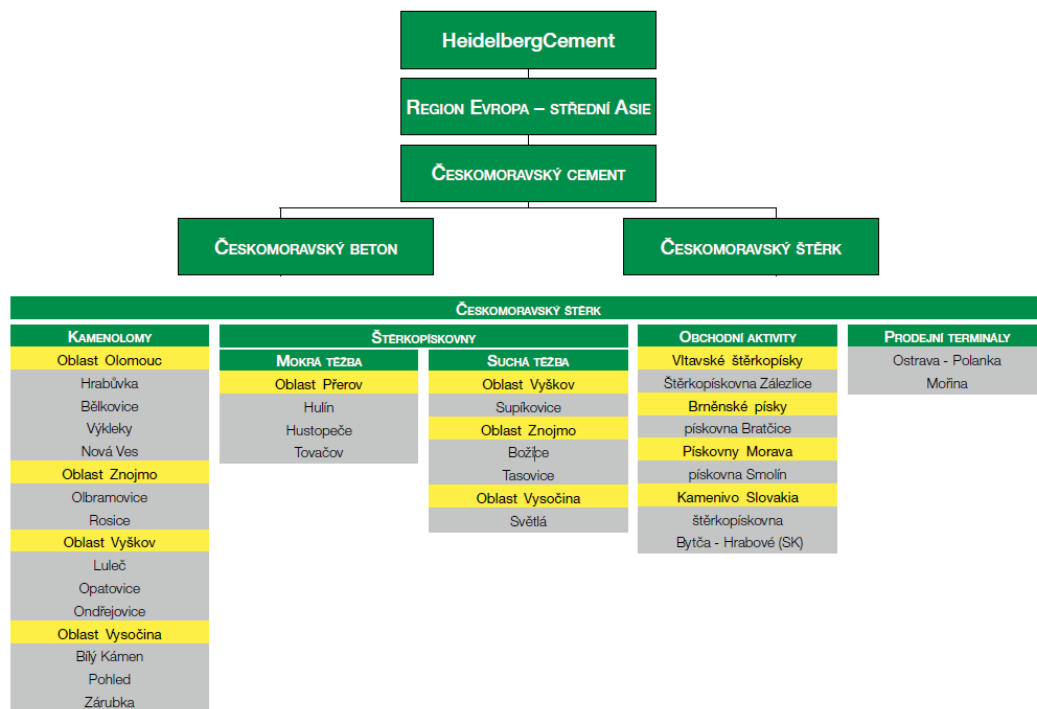 HeidelbergCement
Region Evropa – střední Asie
Českomoravský cement
Českomoravský beton
Českomoravský štěrk
Českomoravský štěrk
Kamenolomy
Oblast Olomouc
Hrabůvka
Bělkovice
Výkleky
Nová Ves
Oblast Znojmo
Olbramovice
Rosice
Oblast Vyškov
Luleč
Opatovice
Ondřejovice
Oblast Vysočina
Bílý Kámen
Pohled
Zárubka
Štěrkopískovny
Mokrá těžba
Oblast Přerov
Hulín
Hustopeče
Tovačov
Suchá těžba
Oblast Vyškov
Supíkovice
Oblast Znojmo
Božice
Tasovice
Oblast Vysočina
Světlá
Obchodní aktivity
Vltavské štěrkopísky
Štěrkopískovna Zálezlice
Brněnské písky
pískovna Bratčice
Pískovny Morava
pískovna Smolín
Kamenivo Slovakia
štěrkopískovna
Bytča - Hrabové (SK)
Prodejní terminály
Ostrava - Polanka
Mořina